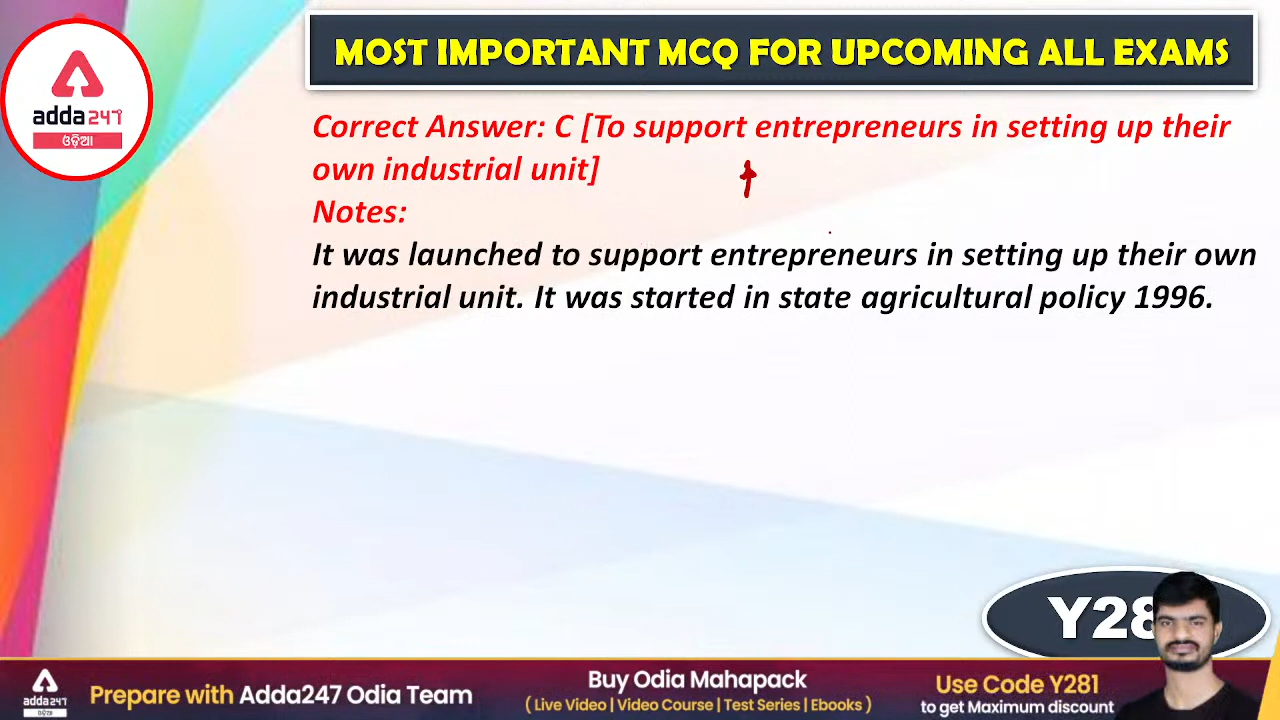 MOST IMPORTANT MCQ FOR UPCOMING ALL EXAMS
adda247
ଓଡ଼ିଆ
Correct Answer: C [To support entrepreneurs in setting up their
own industrial unit]
Notes:
It was launched to support entrepreneurs in setting up their own
industrial unit. It was started in state agricultural policy 1996.
Y28
adda247
ଓଡ଼ିଆ
Prepare with Adda247 Odia Team
Buy Odia Mahapack
( Live Video | Video Course | Test Series | Ebooks )
Use Code Y281
to get Maximum discount